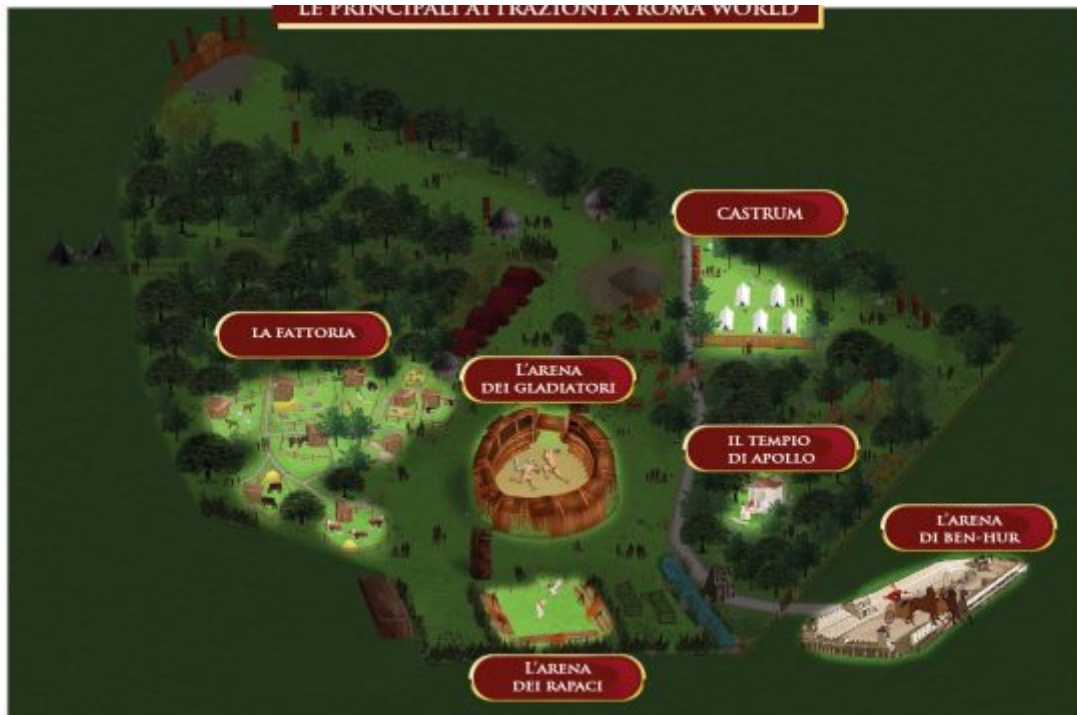 LE PRINCIPALI ATTRAZIONI A ROMA WORLD
CASTRUM
LA FATTORIA
L'ARENA
DEI GLADIATORI
IL TEMPIO
DI APOLLO
L'ARENA
DI BEN-HUR
L'ARENA
DEI RAPACI